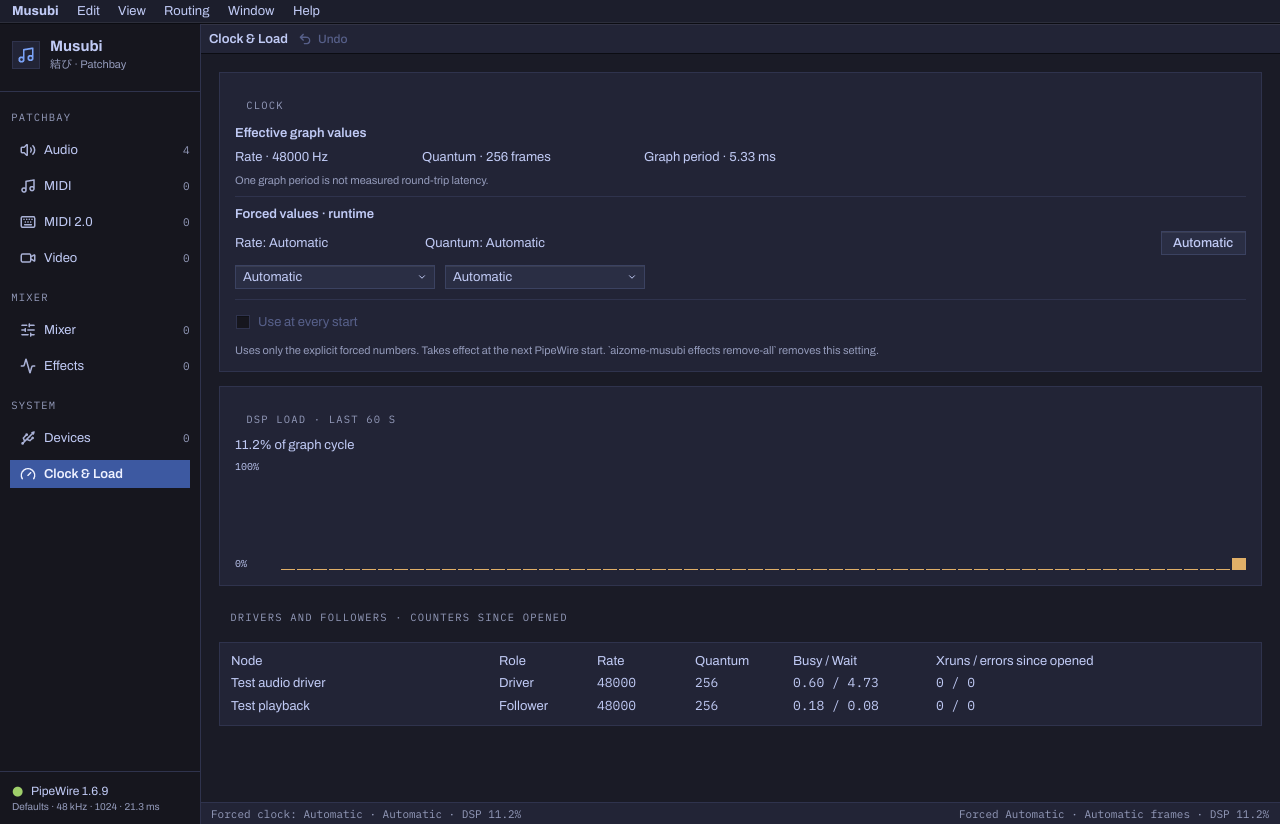 Musubi Edit View Routing Window Help
Musubi
結び · Patchbay
Clock & Load Undo
PATCHBAY
Audio 4
MIDI 0
MIDI 2.0 0
Video 0
MIXER
Mixer 0
Effects 0
SYSTEM
Devices 0
Clock & Load
PipeWire 1.6.9
Defaults · 48 kHz · 1024 · 21.3 ms
CLOCK
Effective graph values
Rate · 48000 Hz Quantum · 256 frames Graph period · 5.33 ms
One graph period is not measured round-trip latency.
Forced values · runtime
Rate: Automatic Quantum: Automatic Automatic
Automatic Automatic
Use at every start
Uses only the explicit forced numbers. Takes effect at the next PipeWire start. `aizome-musubi effects remove-all` removes this setting.
DSP LOAD · LAST 60 S
11.2% of graph cycle
100%
0%
DRIVERS AND FOLLOWERS · COUNTERS SINCE OPENED
Node Role Rate Quantum Busy / Wait Xruns / errors since opened
Test audio driver Driver 48000 256 0.60 / 4.73 0 / 0
Test playback Follower 48000 256 0.18 / 0.08 0 / 0
Forced clock: Automatic · Automatic · DSP 11.2% Forced Automatic · Automatic frames · DSP 11.2%